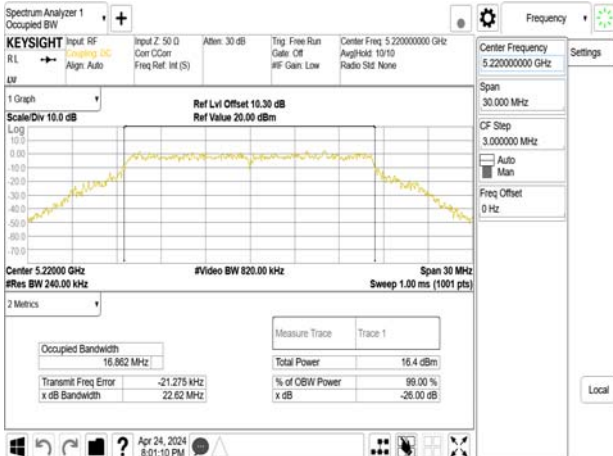 Spectrum Analyzer 1
Occupied BW
+
Frequency
KEYSIGHT
Input: RF
Coupling: DC
Align: Auto
Input Z: 50 Ω
Corr CCorr
Freq Ref: Int (S)
Atten: 30 dB
Trig: Free Run
Gate: Off
#IF Gain: Low
Center Freq: 5.220000000 GHz
Avg|Hold: 10/10
Radio Std: None
RL
Center Frequency
5.220000000 GHz
Settings
Span
30.000 MHz
CF Step
3.000000 MHz
Auto
Man
Freq Offset
0 Hz
Local
1 Graph
Scale/Div 10.0 dB
Ref Lvl Offset 10.30 dB
Ref Value 20.00 dBm
Log
10.0
0.00
-10.0
-20.0
-30.0
-40.0
-50.0
-60.0
-70.0
Center 5.22000 GHz
#Video BW 820.00 kHz
Span 30 MHz
#Res BW 240.00 kHz
Sweep 1.00 ms (1001 pts)
2 Metrics
Measure Trace
Trace 1
Occupied Bandwidth
16.862 MHz
Total Power
16.4 dBm
Transmit Freq Error
-21.275 kHz
% of OBW Power
99.00 %
x dB Bandwidth
22.62 MHz
x dB
-26.00 dB
?
Apr 24, 2024
8:01:10 PM